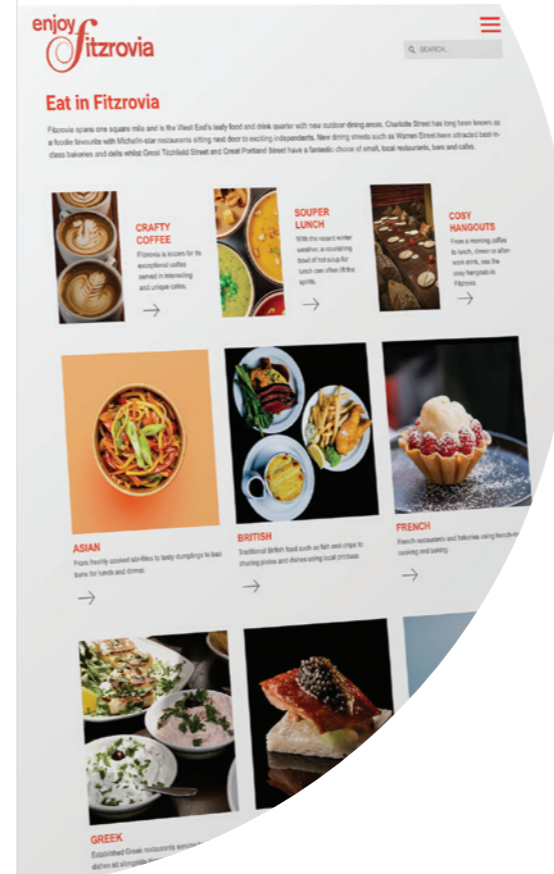 enjoy
Fitzrovia
SEARCH...
Eat in Fitzrovia
Fitzrovia spans one square mile and is the West End's leafy food and drink quarter with new outdoor dining areas. Charlotte Street has long been known as
a foodie favourite with Michelin-star restaurants sitting next door to exciting independents. New dining streets such as Warren Street have attracted best-in-
class bakeries and delis whilst Great Titchfield Street and Great Portland Street have a fantastic choice of small, local restaurants, bars and cafes.
CRAFTY
COFFEE
Fitzrovia is known for its
exceptional coffee
served in interesting
and unique cafes.
SOUPER
LUNCH
With the recent winter
weather, a nourishing
bowl of hot soup for
lunch can often lift the
spirits.
COSY
HANGOUTS
From a morning coffee
to lunch, dinner or after-
work drink, see the
cosy hangouts in
Fitzrovia.
ASIAN
From freshly cooked stir-fries to tasty dumplings to bao
buns for lunch and dinner.
BRITISH
Traditional British food such as fish and chips to
sharing plates and dishes using local produce.
FRENCH
French restaurants and bakeries using french-
cooking and baking.
GREEK
Established Greek restaurants serving
dishes sit alongside